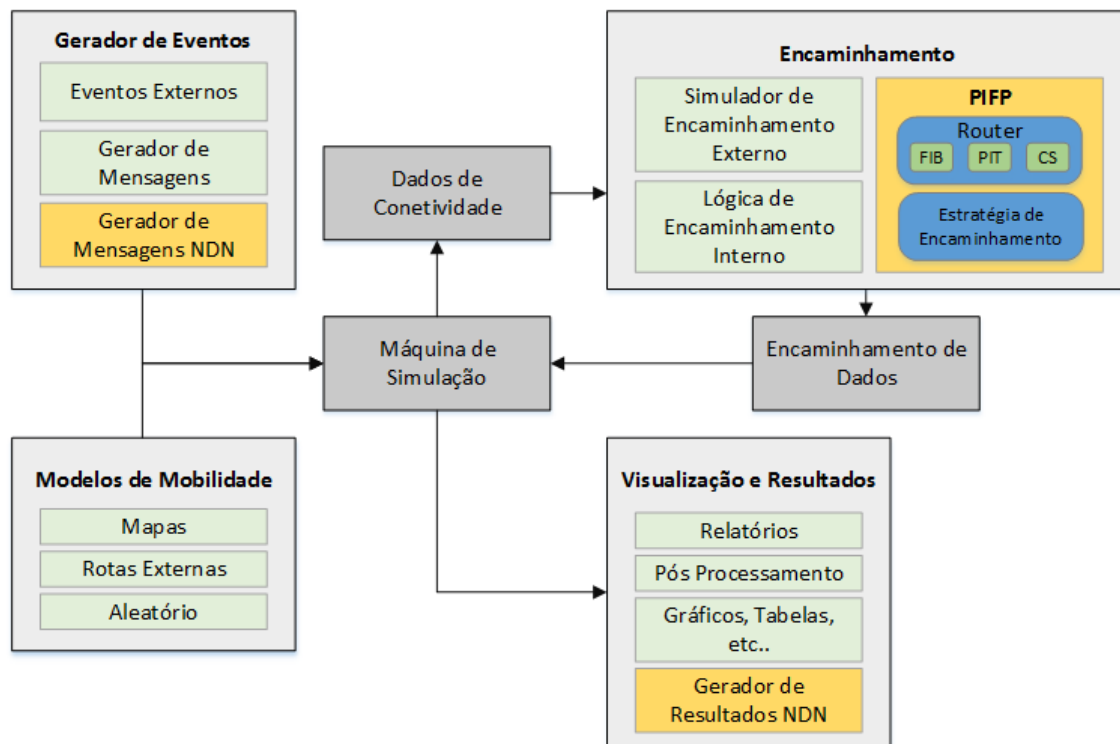 Gerador de Eventos
Eventos Externos
Gerador de
Mensagens
Gerador de
Mensagens NDN
Encaminhamento
Simulador de
Encaminhamento
Externo
Lógica de
Encaminhamento
Interno
PIFP
Router
FIB
PIT
CS
Estratégia de
Encaminhamento
Dados de
Conetividade
Máquina de
Simulação
Encaminhamento de
Dados
Modelos de Mobilidade
Mapas
Rotas Externas
Aleatório
Visualização e Resultados
Relatórios
Pós Processamento
Gráficos, Tabelas,
etc..
Gerador de
Resultados NDN